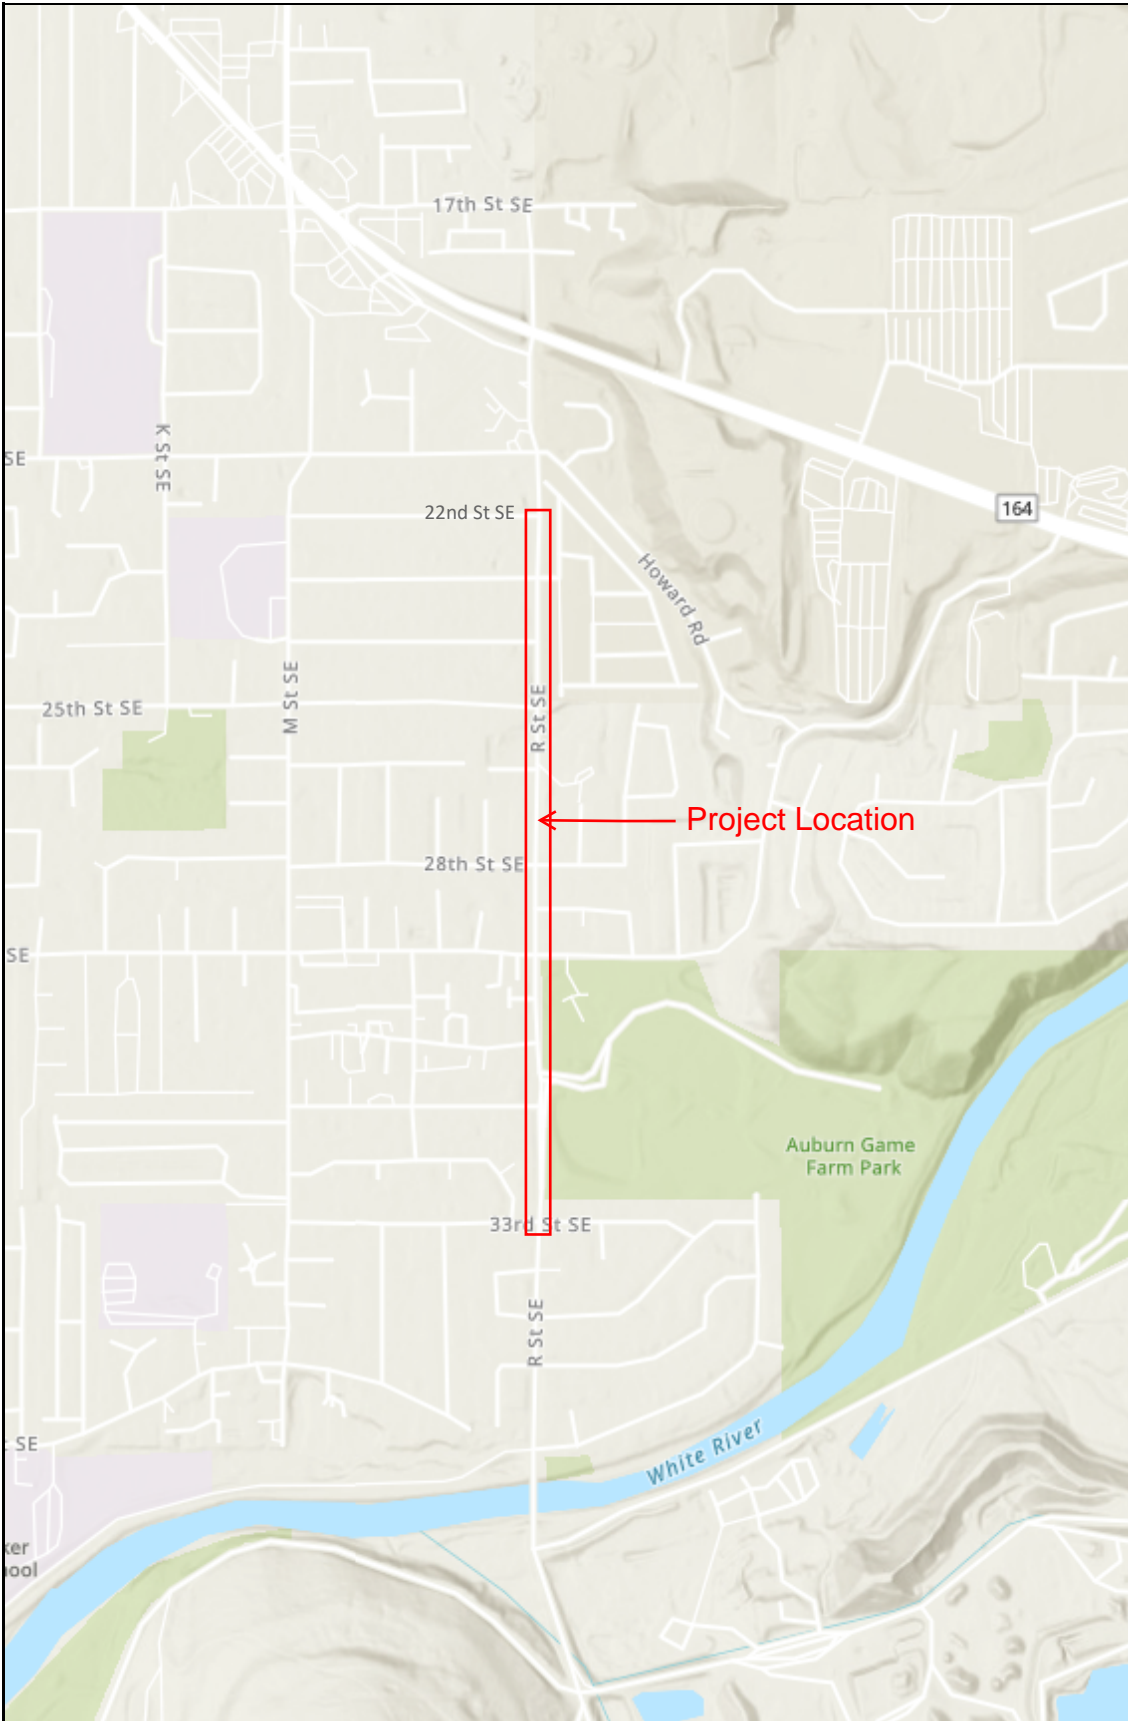 17th St SE
K St SE
SE
22nd St SE
164
Howard Rd
M St SE
R St SE
25th St SE
Project Location
28th St SE
SE
Auburn Game
Farm Park
33rd St SE
R St SE
White River
SE
ker
ool